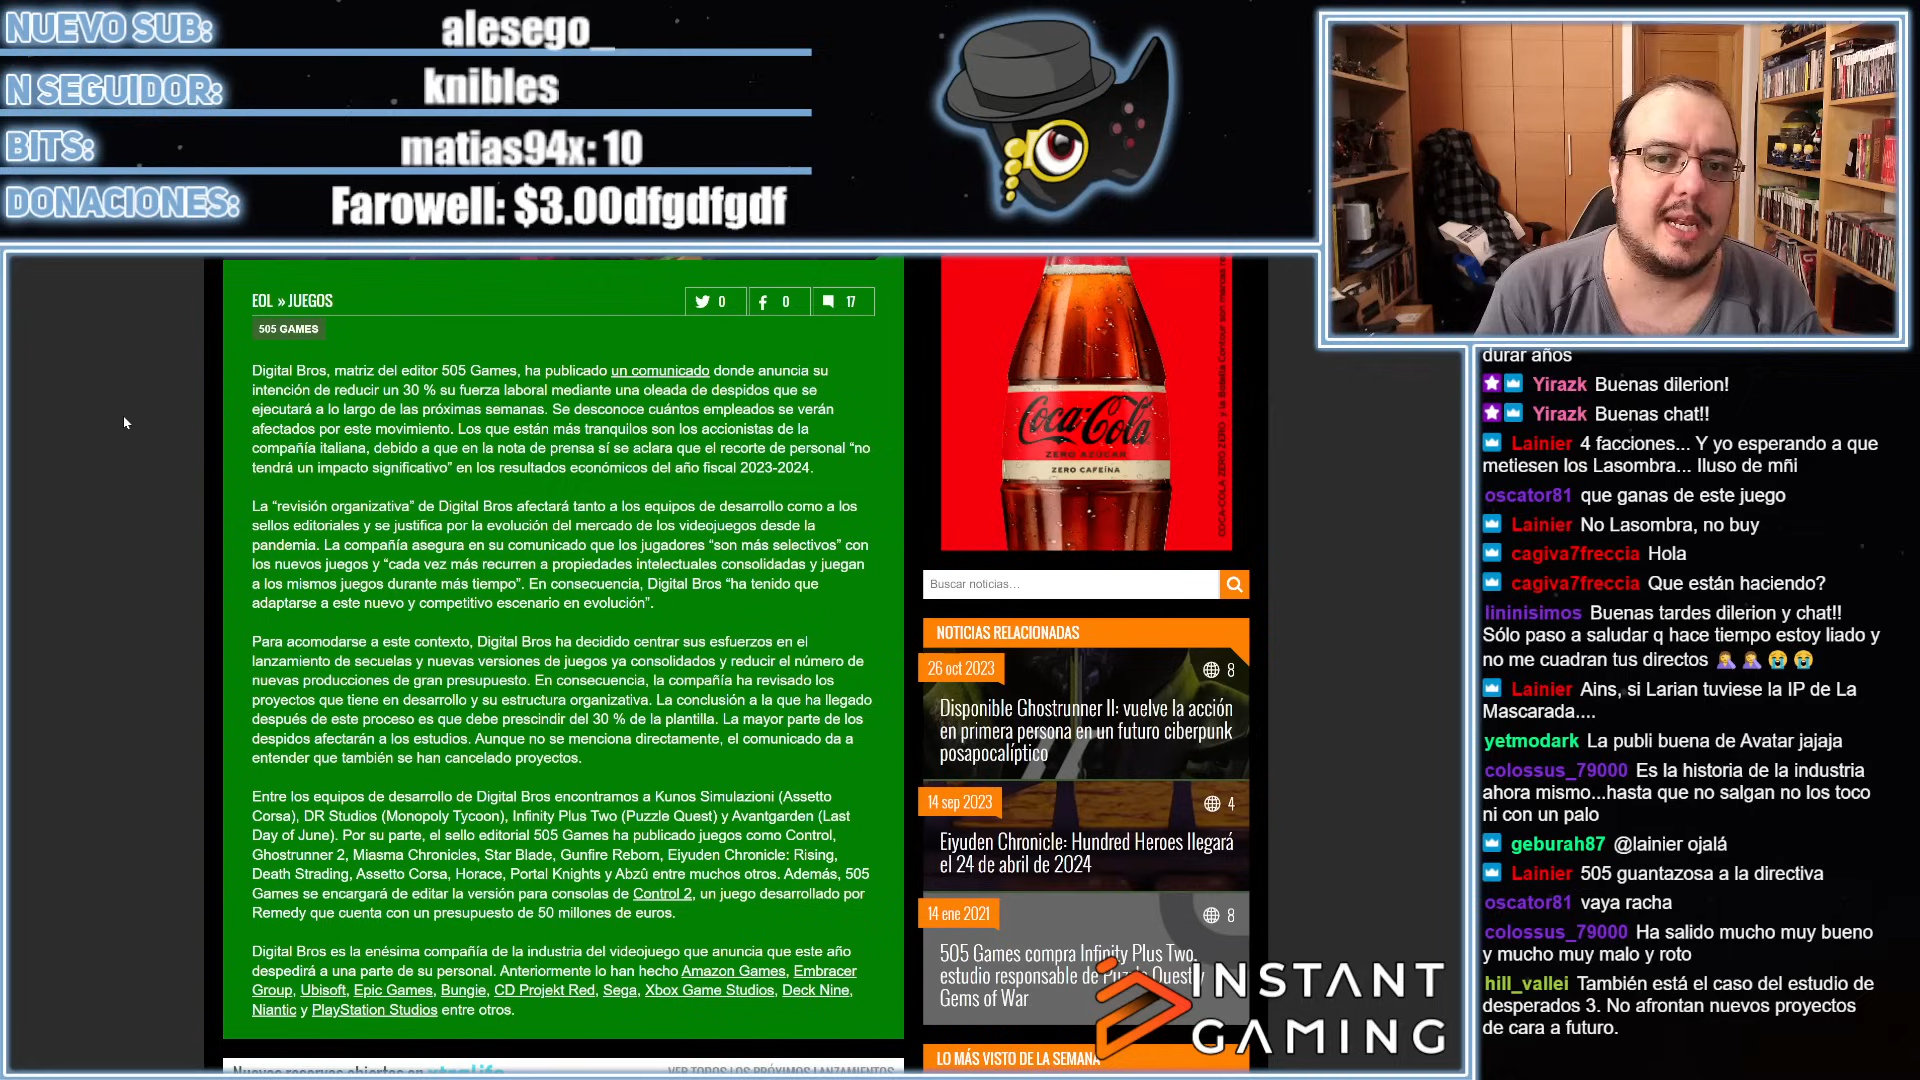 NUEVO SUB:
alesego_
N SEGUIDOR:
knibles
BITS:
matias94x: 10
DONACIONES:
Farowell: $3.00dfgdfgdf
EOL » JUEGOS
0
0
17
505 GAMES
Digital Bros, matriz del editor 505 Games, ha publicado un comunicado donde anuncia su
intención de reducir un 30 % su fuerza laboral mediante una oleada de despidos que se
ejecutará a lo largo de las próximas semanas. Se desconoce cuántos empleados se verán
afectados por este movimiento. Los que están más tranquilos son los accionistas de la
compañía italiana, debido a que en la nota de prensa sí se aclara que el recorte de personal “no
tendrá un impacto significativo” en los resultados económicos del año fiscal 2023-2024.
La “revisión organizativa” de Digital Bros afectará tanto a los equipos de desarrollo como a los
sellos editoriales y se justifica por la evolución del mercado de los videojuegos desde la
pandemia. La compañía asegura en su comunicado que los jugadores “son más selectivos” con
los nuevos juegos y “cada vez más recurren a propiedades intelectuales consolidadas y juegan
a los mismos juegos durante más tiempo”. En consecuencia, Digital Bros “ha tenido que
adaptarse a este nuevo y competitivo escenario en evolución”.
Para acomodarse a este contexto, Digital Bros ha decidido centrar sus esfuerzos en el
lanzamiento de secuelas y nuevas versiones de juegos ya consolidados y reducir el número de
nuevas producciones de gran presupuesto. En consecuencia, la compañía ha revisado los
proyectos que tiene en desarrollo y su estructura organizativa. La conclusión a la que ha llegado
después de este proceso es que debe prescindir del 30 % de la plantilla. La mayor parte de los
despidos afectarán a los estudios. Aunque no se menciona directamente, el comunicado da a
entender que también se han cancelado proyectos.
Entre los equipos de desarrollo de Digital Bros encontramos a Kunos Simulazioni (Assetto
Corsa), DR Studios (Monopoly Tycoon), Infinity Plus Two (Puzzle Quest) y Avantgarden (Last
Day of June). Por su parte, el sello editorial 505 Games ha publicado juegos como Control,
Ghostrunner 2, Miasma Chronicles, Star Blade, Gunfire Reborn, Eiyuden Chronicle: Rising,
Death Strading, Assetto Corsa, Horace, Portal Knights y Abzû entre muchos otros. Además, 505
Games se encargará de editar la versión para consolas de Control 2, un juego desarrollado por
Remedy que cuenta con un presupuesto de 50 millones de euros.
Digital Bros es la enésima compañía de la industria del videojuego que anuncia que este año
despedirá a una parte de su personal. Anteriormente lo han hecho Amazon Games, Embracer
Group, Ubisoft, Epic Games, Bungie, CD Projekt Red, Sega, Xbox Game Studios, Deck Nine,
Niantic y PlayStation Studios entre otros.
Nuevas reservas abiertas en xtralife
VER TODOS LOS PRÓXIMOS LANZAMIENTOS
Coca-Cola
ZERO AZÚCAR
ZERO CAFEÍNA
Buscar noticias...
NOTICIAS RELACIONADAS
26 oct 2023
8
Disponible Ghostrunner II: vuelve la acción
en primera persona en un futuro ciberpunk
posapocalíptico
14 sep 2023
4
Eiyuden Chronicle: Hundred Heroes llegará
el 24 de abril de 2024
14 ene 2021
8
505 Games compra Infinity Plus Two,
estudio responsable de Puzzle Quest y
Gems of War
LO MÁS VISTO DE LA SEMANA
INSTANT
GAMING
durar años
Yirazk Buenas dilerion!
Yirazk Buenas chat!!
Lainier 4 facciones... Y yo esperando a que
metiesen los Lasombra... Iluso de mñi
oscator81 que ganas de este juego
Lainier No Lasombra, no buy
cagiva7freccia Hola
cagiva7freccia Que están haciendo?
lininisimos Buenas tardes dilerion y chat!!
Sólo paso a saludar q hace tiempo estoy liado y
no me cuadran tus directos 🤦‍♀️ 🤦‍♀️ 😭 😭
Lainier Ains, si Larian tuviese la IP de La
Mascarada....
yetmodark La publi buena de Avatar jajaja
colossus_79000 Es la historia de la industria
ahora mismo...hasta que no salgan no los toco
ni con un palo
geburah87 @lainier ojalá
Lainier 505 guantazosa a la directiva
oscator81 vaya racha
colossus_79000 Ha salido mucho muy bueno
y mucho muy malo y roto
hill_vallei También está el caso del estudio de
desperados 3. No afrontan nuevos proyectos
de cara a futuro.